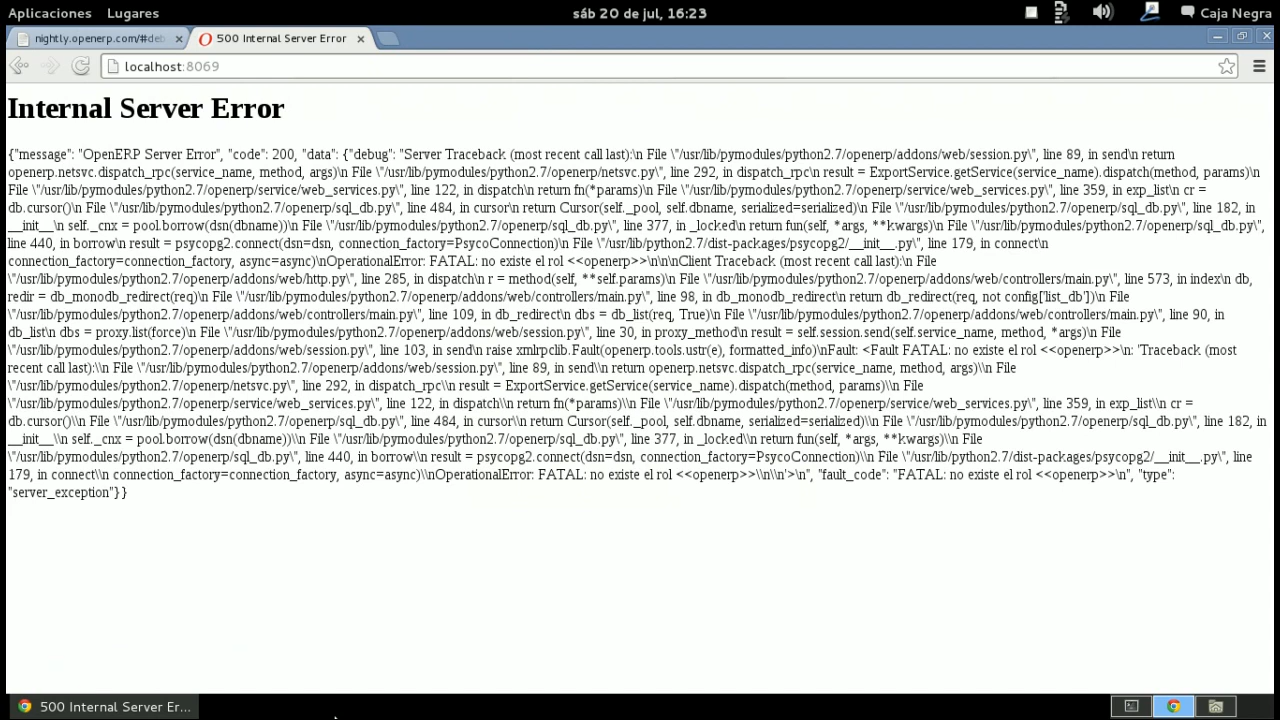 Aplicaciones Lugares sáb 20 de jul, 16:23 Caja Negra
nightly.openerp.com/#deb 500 Internal Server Error
localhost:8069
Internal Server Error
{"message": "OpenERP Server Error", "code": 200, "data": {"debug": "Server Traceback (most recent call last):\n File \"/usr/lib/pymodules/python2.7/openerp/addons/web/session.py\", line 89, in send\n return
openerp.netsvc.dispatch_rpc(service_name, method, args)\n File \"/usr/lib/pymodules/python2.7/openerp/netsvc.py\", line 292, in dispatch_rpc\n result = ExportService.getService(service_name).dispatch(method, params)\n
File \"/usr/lib/pymodules/python2.7/openerp/service/web_services.py\", line 122, in dispatch\n return fn(*params)\n File \"/usr/lib/pymodules/python2.7/openerp/service/web_services.py\", line 359, in exp_list\n cr =
db.cursor()\n File \"/usr/lib/pymodules/python2.7/openerp/sql_db.py\", line 484, in cursor\n return Cursor(self._pool, self.dbname, serialized=serialized)\n File \"/usr/lib/pymodules/python2.7/openerp/sql_db.py\", line 182, in
__init__\n self._cnx = pool.borrow(dsn(dbname))\n File \"/usr/lib/pymodules/python2.7/openerp/sql_db.py\", line 377, in _locked\n return fun(self, *args, **kwargs)\n File \"/usr/lib/pymodules/python2.7/openerp/sql_db.py\",
line 440, in borrow\n result = psycopg2.connect(dsn=dsn, connection_factory=PsycoConnection)\n File \"/usr/lib/python2.7/dist-packages/psycopg2/__init__.py\", line 179, in connect\n
connection_factory=connection_factory, async=async)\nOperationalError: FATAL: no existe el rol <<openerp>>\n\n\nClient Traceback (most recent call last):\n File
\"/usr/lib/pymodules/python2.7/openerp/addons/web/http.py\", line 285, in dispatch\n r = method(self, **self.params)\n File \"/usr/lib/pymodules/python2.7/openerp/addons/web/controllers/main.py\", line 573, in index\n db,
redir = db_monodb_redirect(req)\n File \"/usr/lib/pymodules/python2.7/openerp/addons/web/controllers/main.py\", line 98, in db_monodb_redirect\n return db_redirect(req, not config['list_db'])\n File
\"/usr/lib/pymodules/python2.7/openerp/addons/web/controllers/main.py\", line 109, in db_redirect\n dbs = db_list(req, True)\n File \"/usr/lib/pymodules/python2.7/openerp/addons/web/controllers/main.py\", line 90, in
db_list\n dbs = proxy.list(force)\n File \"/usr/lib/pymodules/python2.7/openerp/addons/web/session.py\", line 30, in proxy_method\n result = self.session.send(self.service_name, method, *args)\n File
\"/usr/lib/pymodules/python2.7/openerp/addons/web/session.py\", line 103, in send\n raise xmlrpclib.Fault(openerp.tools.ustr(e), formatted_info)\nFault: <Fault FATAL: no existe el rol <<openerp>>\n: 'Traceback (most
recent call last):\\n File \"/usr/lib/pymodules/python2.7/openerp/addons/web/session.py\", line 89, in send\\n return openerp.netsvc.dispatch_rpc(service_name, method, args)\\n File
\"/usr/lib/pymodules/python2.7/openerp/netsvc.py\", line 292, in dispatch_rpc\\n result = ExportService.getService(service_name).dispatch(method, params)\\n File
\"/usr/lib/pymodules/python2.7/openerp/service/web_services.py\", line 122, in dispatch\\n return fn(*params)\\n File \"/usr/lib/pymodules/python2.7/openerp/service/web_services.py\", line 359, in exp_list\\n cr =
db.cursor()\\n File \"/usr/lib/pymodules/python2.7/openerp/sql_db.py\", line 484, in cursor\\n return Cursor(self._pool, self.dbname, serialized=serialized)\\n File \"/usr/lib/pymodules/python2.7/openerp/sql_db.py\", line 182, in
__init__\\n self._cnx = pool.borrow(dsn(dbname))\\n File \"/usr/lib/pymodules/python2.7/openerp/sql_db.py\", line 377, in _locked\\n return fun(self, *args, **kwargs)\\n File
\"/usr/lib/pymodules/python2.7/openerp/sql_db.py\", line 440, in borrow\\n result = psycopg2.connect(dsn=dsn, connection_factory=PsycoConnection)\\n File \"/usr/lib/python2.7/dist-packages/psycopg2/__init__.py\", line
179, in connect\\n connection_factory=connection_factory, async=async)\\nOperationalError: FATAL: no existe el rol <<openerp>>\\n\\n'>\n", "fault_code": "FATAL: no existe el rol <<openerp>>\n", "type":
"server_exception"}}
500 Internal Server Er...